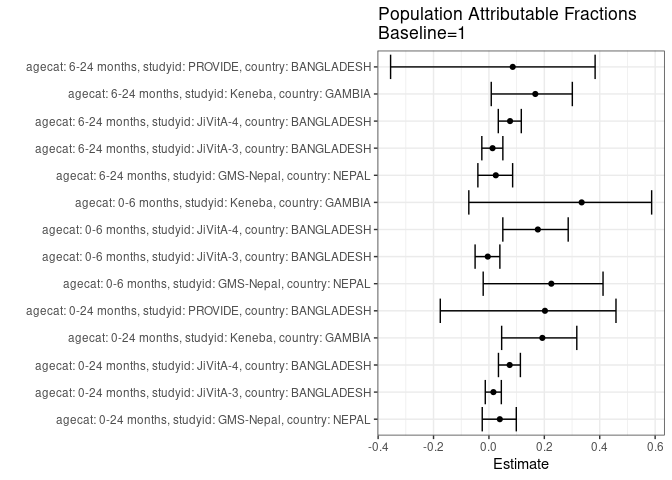 Population Attributable Fractions
Baseline=1
agecat: 6-24 months, studyid: PROVIDE, country: BANGLADESH
agecat: 6-24 months, studyid: Keneba, country: GAMBIA
agecat: 6-24 months, studyid: JiVitA-4, country: BANGLADESH
agecat: 6-24 months, studyid: JiVitA-3, country: BANGLADESH
agecat: 6-24 months, studyid: GMS-Nepal, country: NEPAL
agecat: 0-6 months, studyid: Keneba, country: GAMBIA
agecat: 0-6 months, studyid: JiVitA-4, country: BANGLADESH
agecat: 0-6 months, studyid: JiVitA-3, country: BANGLADESH
agecat: 0-6 months, studyid: GMS-Nepal, country: NEPAL
agecat: 0-24 months, studyid: PROVIDE, country: BANGLADESH
agecat: 0-24 months, studyid: Keneba, country: GAMBIA
agecat: 0-24 months, studyid: JiVitA-4, country: BANGLADESH
agecat: 0-24 months, studyid: JiVitA-3, country: BANGLADESH
agecat: 0-24 months, studyid: GMS-Nepal, country: NEPAL
-0.4 -0.2 0.0 0.2 0.4 0.6
Estimate